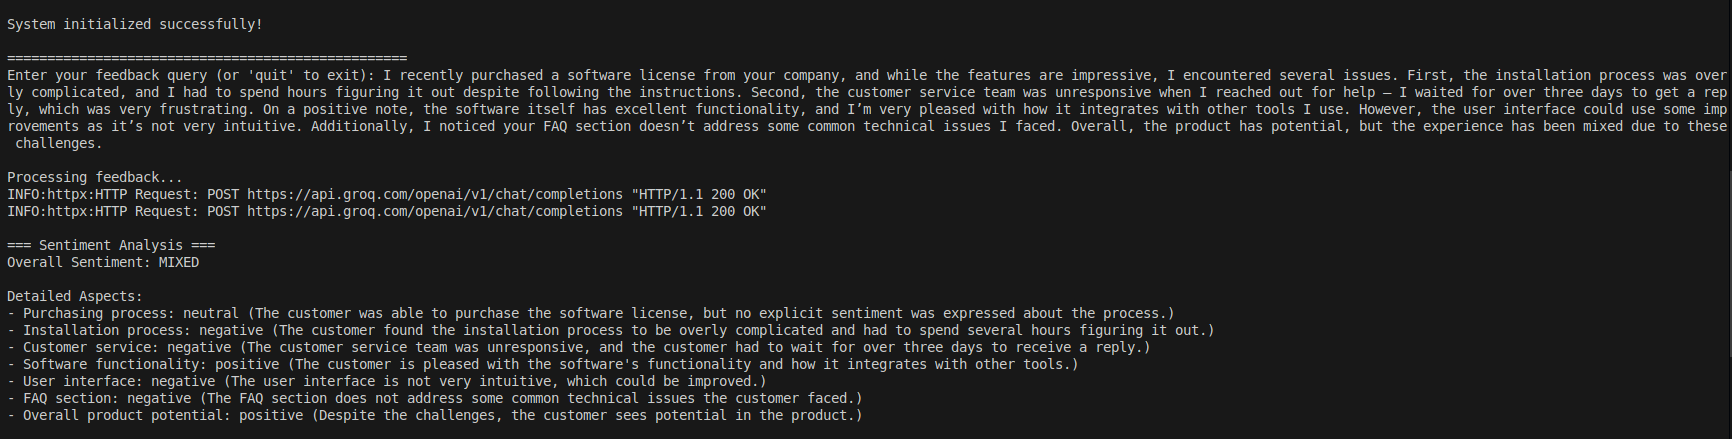 System initialized successfully!
==================================================
Enter your feedback query (or 'quit' to exit): I recently purchased a software license from your company, and while the features are impressive, I encountered several issues. First, the installation process was over
ly complicated, and I had to spend hours figuring it out despite following the instructions. Second, the customer service team was unresponsive when I reached out for help – I waited for over three days to get a rep
ly, which was very frustrating. On a positive note, the software itself has excellent functionality, and I’m very pleased with how it integrates with other tools I use. However, the user interface could use some imp
rovements as it’s not very intuitive. Additionally, I noticed your FAQ section doesn’t address some common technical issues I faced. Overall, the product has potential, but the experience has been mixed due to these
 challenges.
Processing feedback...
INFO:httpx:HTTP Request: POST https://api.groq.com/openai/v1/chat/completions "HTTP/1.1 200 OK"
INFO:httpx:HTTP Request: POST https://api.groq.com/openai/v1/chat/completions "HTTP/1.1 200 OK"
=== Sentiment Analysis ===
Overall Sentiment: MIXED
Detailed Aspects:
- Purchasing process: neutral (The customer was able to purchase the software license, but no explicit sentiment was expressed about the process.)
- Installation process: negative (The customer found the installation process to be overly complicated and had to spend several hours figuring it out.)
- Customer service: negative (The customer service team was unresponsive, and the customer had to wait for over three days to receive a reply.)
- Software functionality: positive (The customer is pleased with the software's functionality and how it integrates with other tools.)
- User interface: negative (The user interface is not very intuitive, which could be improved.)
- FAQ section: negative (The FAQ section does not address some common technical issues the customer faced.)
- Overall product potential: positive (Despite the challenges, the customer sees potential in the product.)